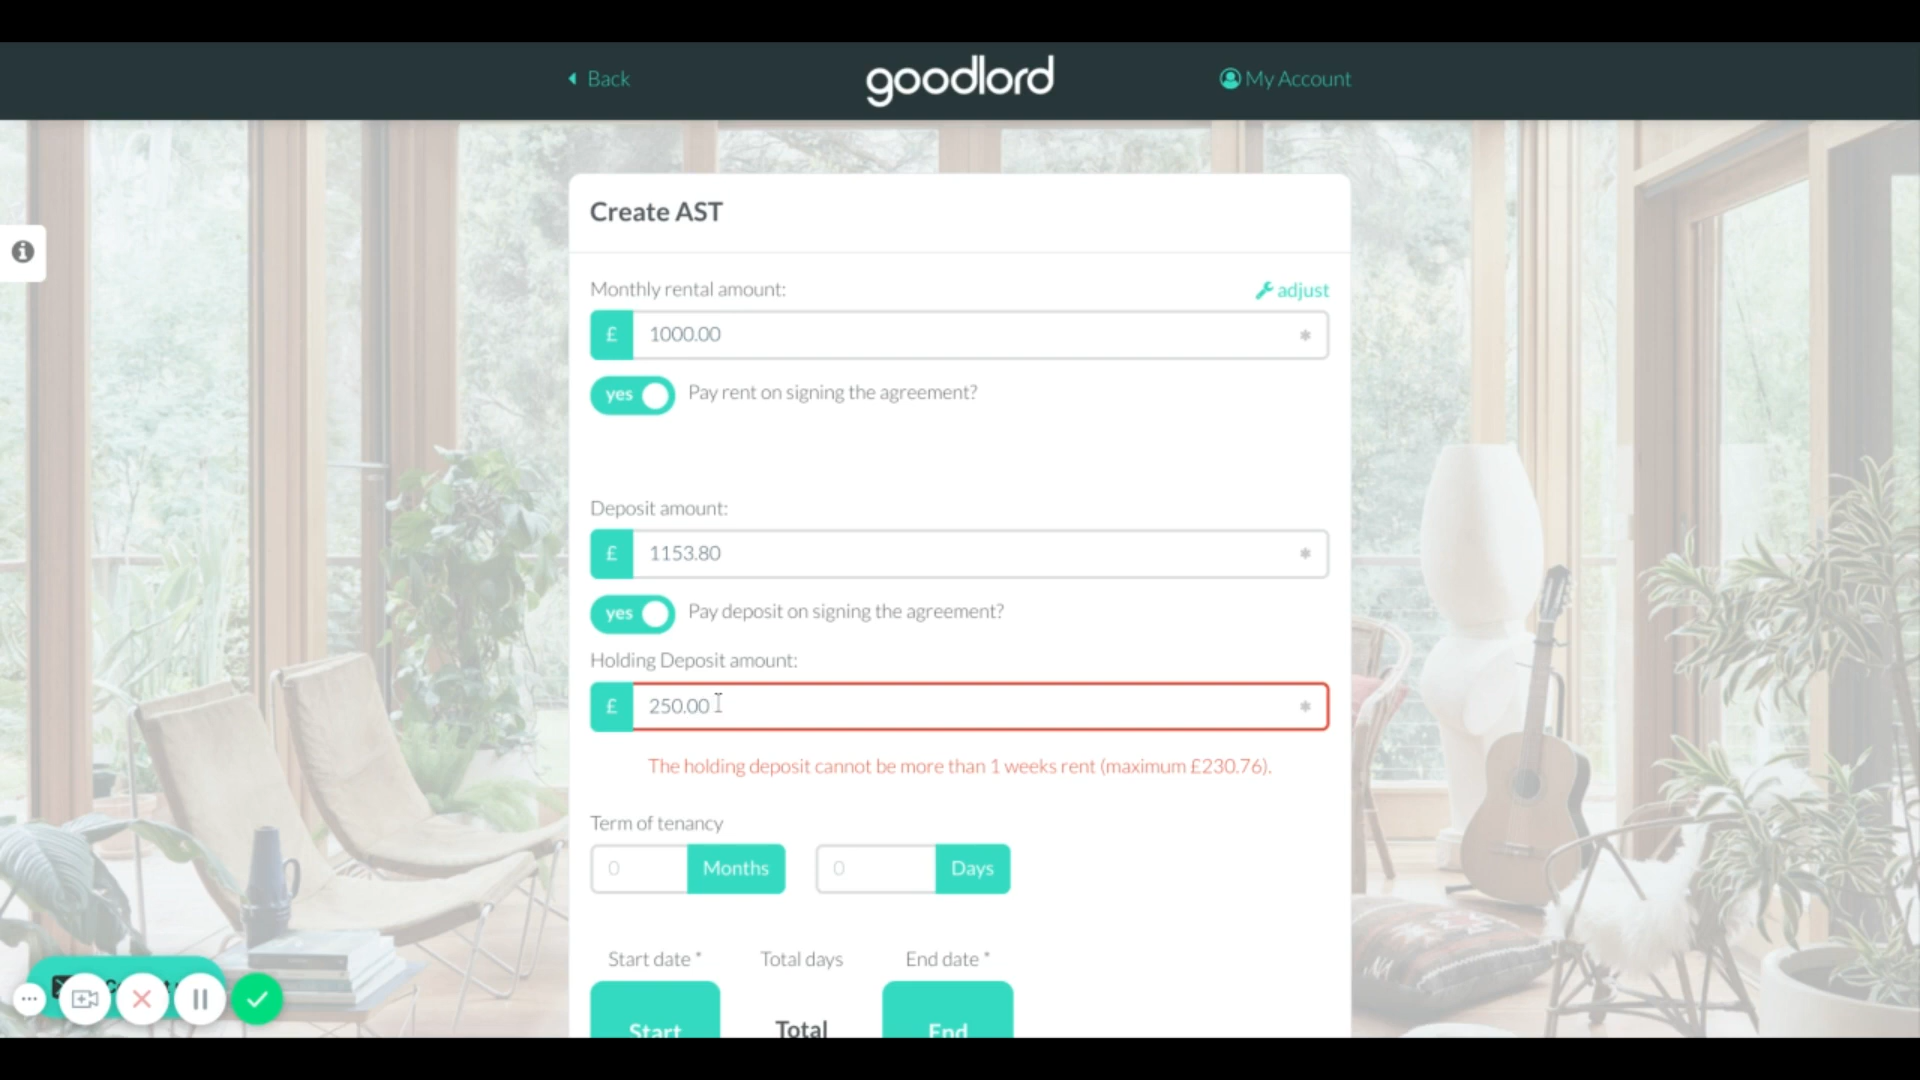 Back
goodlord
My Account
Create AST
Monthly rental amount:
adjust
£ 1000.00 *
yes Pay rent on signing the agreement?
Deposit amount:
£ 1153.80 *
yes Pay deposit on signing the agreement?
Holding Deposit amount:
£ 250.00 *
The holding deposit cannot be more than 1 weeks rent (maximum £230.76).
Term of tenancy
0 Months 0 Days
Start date * Total days End date *
Start Total End